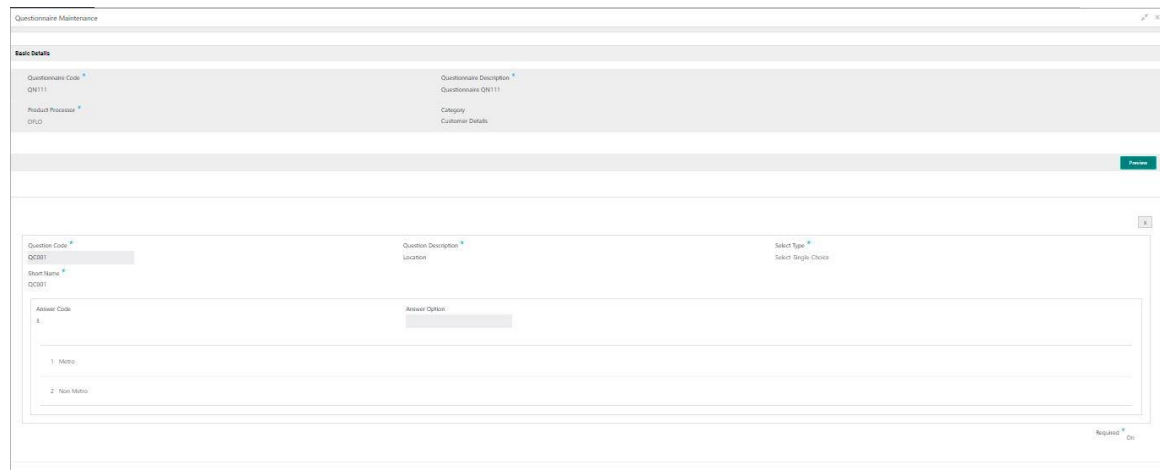 Questionnaire Maintenance
Basic Details
Questionnaire Code *
Questionnaire Description *
QN111
Questionnaire QN111
Product Processor *
Category
OFLO
Customer Details
Preview
x
Question Code *
Question Description *
Select Type *
QC001
Location
Select Single Choice
Short Name *
QC001
Answer Code
Answer Option
1 Metro
2 Non Metro
Required *
On